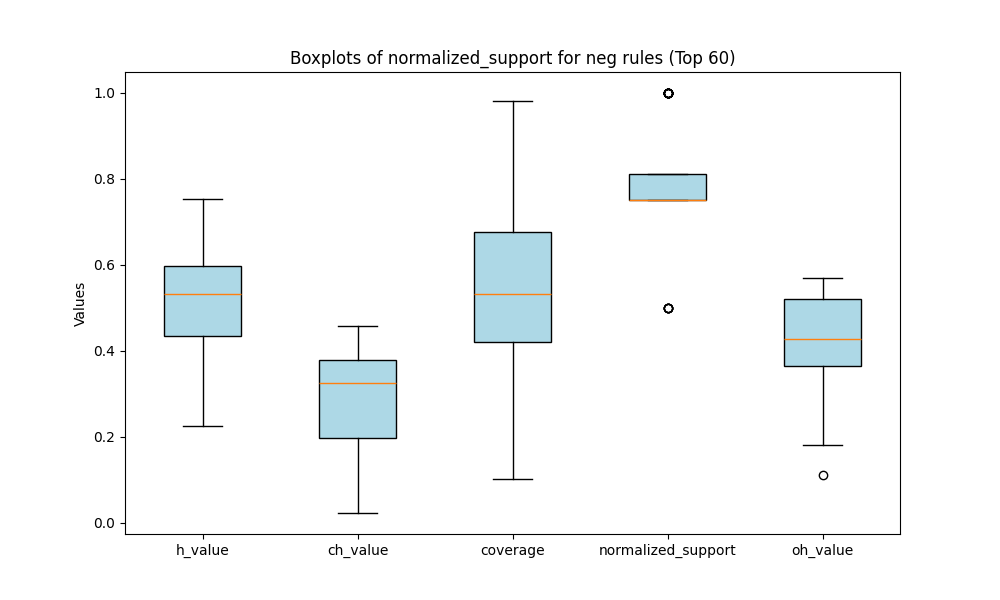 Boxplots of normalized_support for neg rules (Top 60)
1.0
0.8
0.6
0.4
0.2
0.0
Values
h_value
ch_value
coverage
normalized_support
oh_value